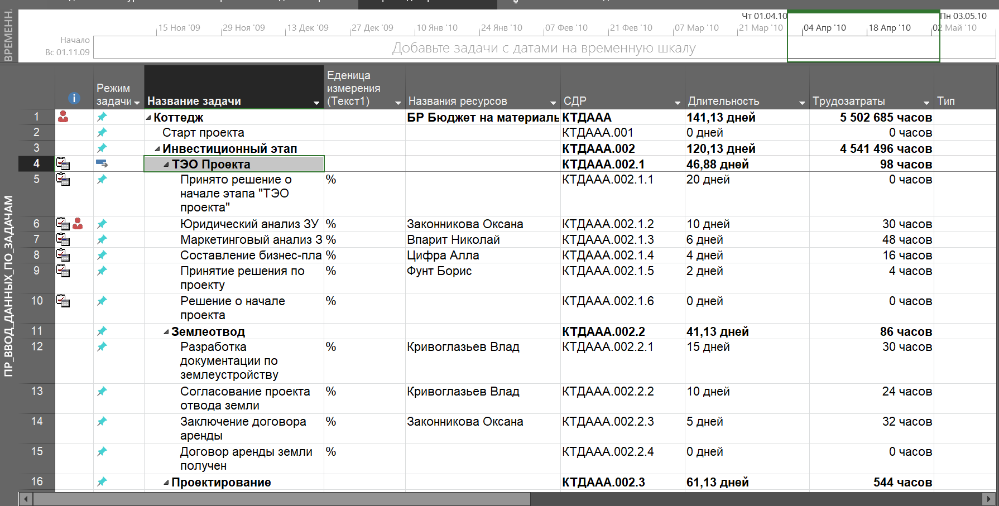 Чт 01.04.10
Пн 03.05.10
15 Ноя '09
29 Ноя '09
13 Дек '09
27 Дек '09
10 Янв '10
24 Янв '10
07 Фев '10
21 Фев '10
07 Мар '10
21 Мар '10
04 Апр '10
18 Апр '10
02 Май '10
ВРЕМЕНН.
Начало
Вс 01.11.09
Добавьте задачи с датами на временную шкалу
ПР_ВВОД_ДАННЫХ_ПО_ЗАДАЧАМ
Режим
задачи
Название задачи
Еденица
измерения
(Текст1)
Названия ресурсов
СДР
Длительность
Трудозатраты
Тип
1 Коттедж БР Бюджет на материаль КТДААА 141,13 дней 5 502 685 часов
2 Старт проекта КТДААА.001 0 дней 0 часов
3 Инвестиционный этап КТДААА.002 120,13 дней 4 541 496 часов
4 ТЭО Проекта КТДААА.002.1 46,88 дней 98 часов
5 Принято решение о % КТДААА.002.1.1 20 дней 0 часов
начале этапа "ТЭО
проекта"
6 Юридический анализ ЗУ % Законникова Оксана КТДААА.002.1.2 10 дней 30 часов
7 Маркетинговый анализ З % Впарит Николай КТДААА.002.1.3 6 дней 48 часов
8 Составление бизнес-пла % Цифра Алла КТДААА.002.1.4 4 дней 16 часов
9 Принятие решения по % Фунт Борис КТДААА.002.1.5 2 дней 4 часов
проекту
10 Решение о начале % КТДААА.002.1.6 0 дней 0 часов
проекта
11 Землеотвод КТДААА.002.2 41,13 дней 86 часов
12 Разработка % Кривоглазьев Влад КТДААА.002.2.1 15 дней 30 часов
документации по
землеустройству
13 Согласование проекта % Кривоглазьев Влад КТДААА.002.2.2 10 дней 24 часов
отвода земли
14 Заключение договора % Законникова Оксана КТДААА.002.2.3 5 дней 32 часов
аренды
15 Договор аренды земли % КТДААА.002.2.4 0 дней 0 часов
получен
16 Проектирование КТДААА.002.3 61,13 дней 544 часов